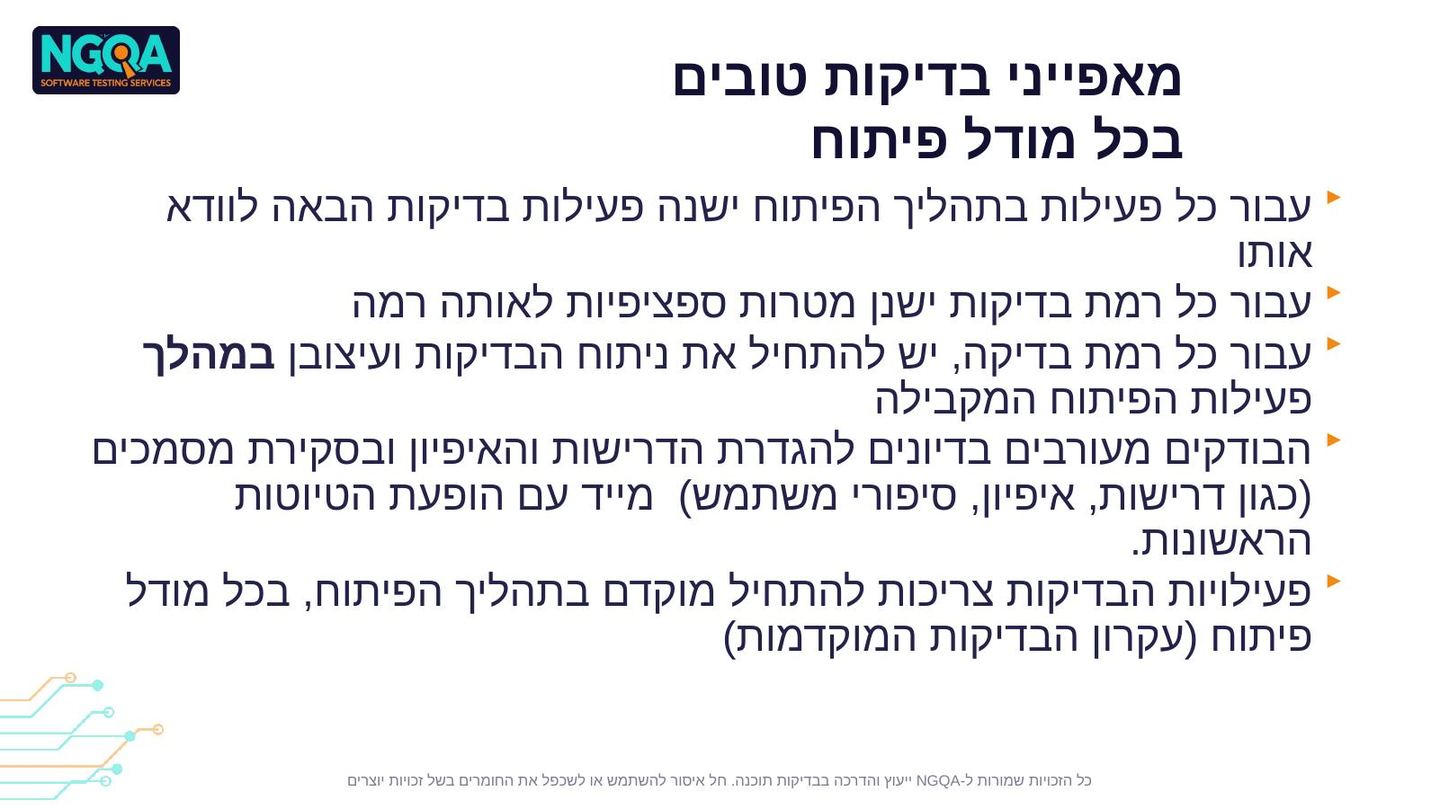 NGQA
SOFTWARE TESTING SERVICES
מאפייני בדיקות טובים
בכל מודל פיתוח
עבור כל פעילות בתהליך הפיתוח ישנה פעילות בדיקות הבאה לוודא
אותו
עבור כל רמת בדיקות ישנן מטרות ספציפיות לאותה רמה
עבור כל רמת בדיקה, יש להתחיל את ניתוח הבדיקות ועיצובן במהלך
פעילות הפיתוח המקבילה
הבודקים מעורבים בדיונים להגדרת הדרישות והאיפיון ובסקירת מסמכים
(כגון דרישות, איפיון, סיפורי משתמש)  מייד עם הופעת הטיוטות
הראשונות.
פעילויות הבדיקות צריכות להתחיל מוקדם בתהליך הפיתוח, בכל מודל
פיתוח (עקרון הבדיקות המוקדמות)
כל הזכויות שמורות ל-NGQA ייעוץ והדרכה בבדיקות תוכנה. חל איסור להשתמש או לשכפל את החומרים בשל זכויות יוצרים